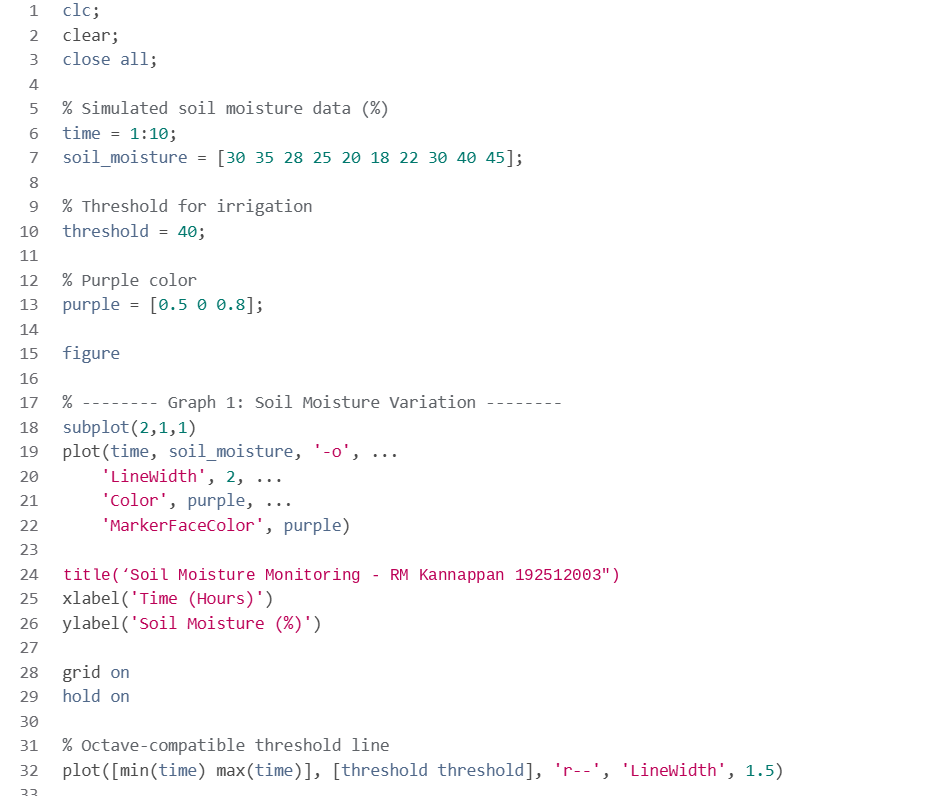 1 clc;
2 clear;
3 close all;
4
5 % Simulated soil moisture data (%)
6 time = 1:10;
7 soil_moisture = [30 35 28 25 20 18 22 30 40 45];
8
9 % Threshold for irrigation
10 threshold = 40;
11
12 % Purple color
13 purple = [0.5 0 0.8];
14
15 figure
16
17 % -------- Graph 1: Soil Moisture Variation --------
18 subplot(2,1,1)
19 plot(time, soil_moisture, '-o', ...
20     'LineWidth', 2, ...
21     'Color', purple, ...
22     'MarkerFaceColor', purple)
23
24 title(‘Soil Moisture Monitoring - RM Kannappan 192512003")
25 xlabel('Time (Hours)')
26 ylabel('Soil Moisture (%)')
27
28 grid on
29 hold on
30
31 % Octave-compatible threshold line
32 plot([min(time) max(time)], [threshold threshold], 'r--', 'LineWidth', 1.5)
33